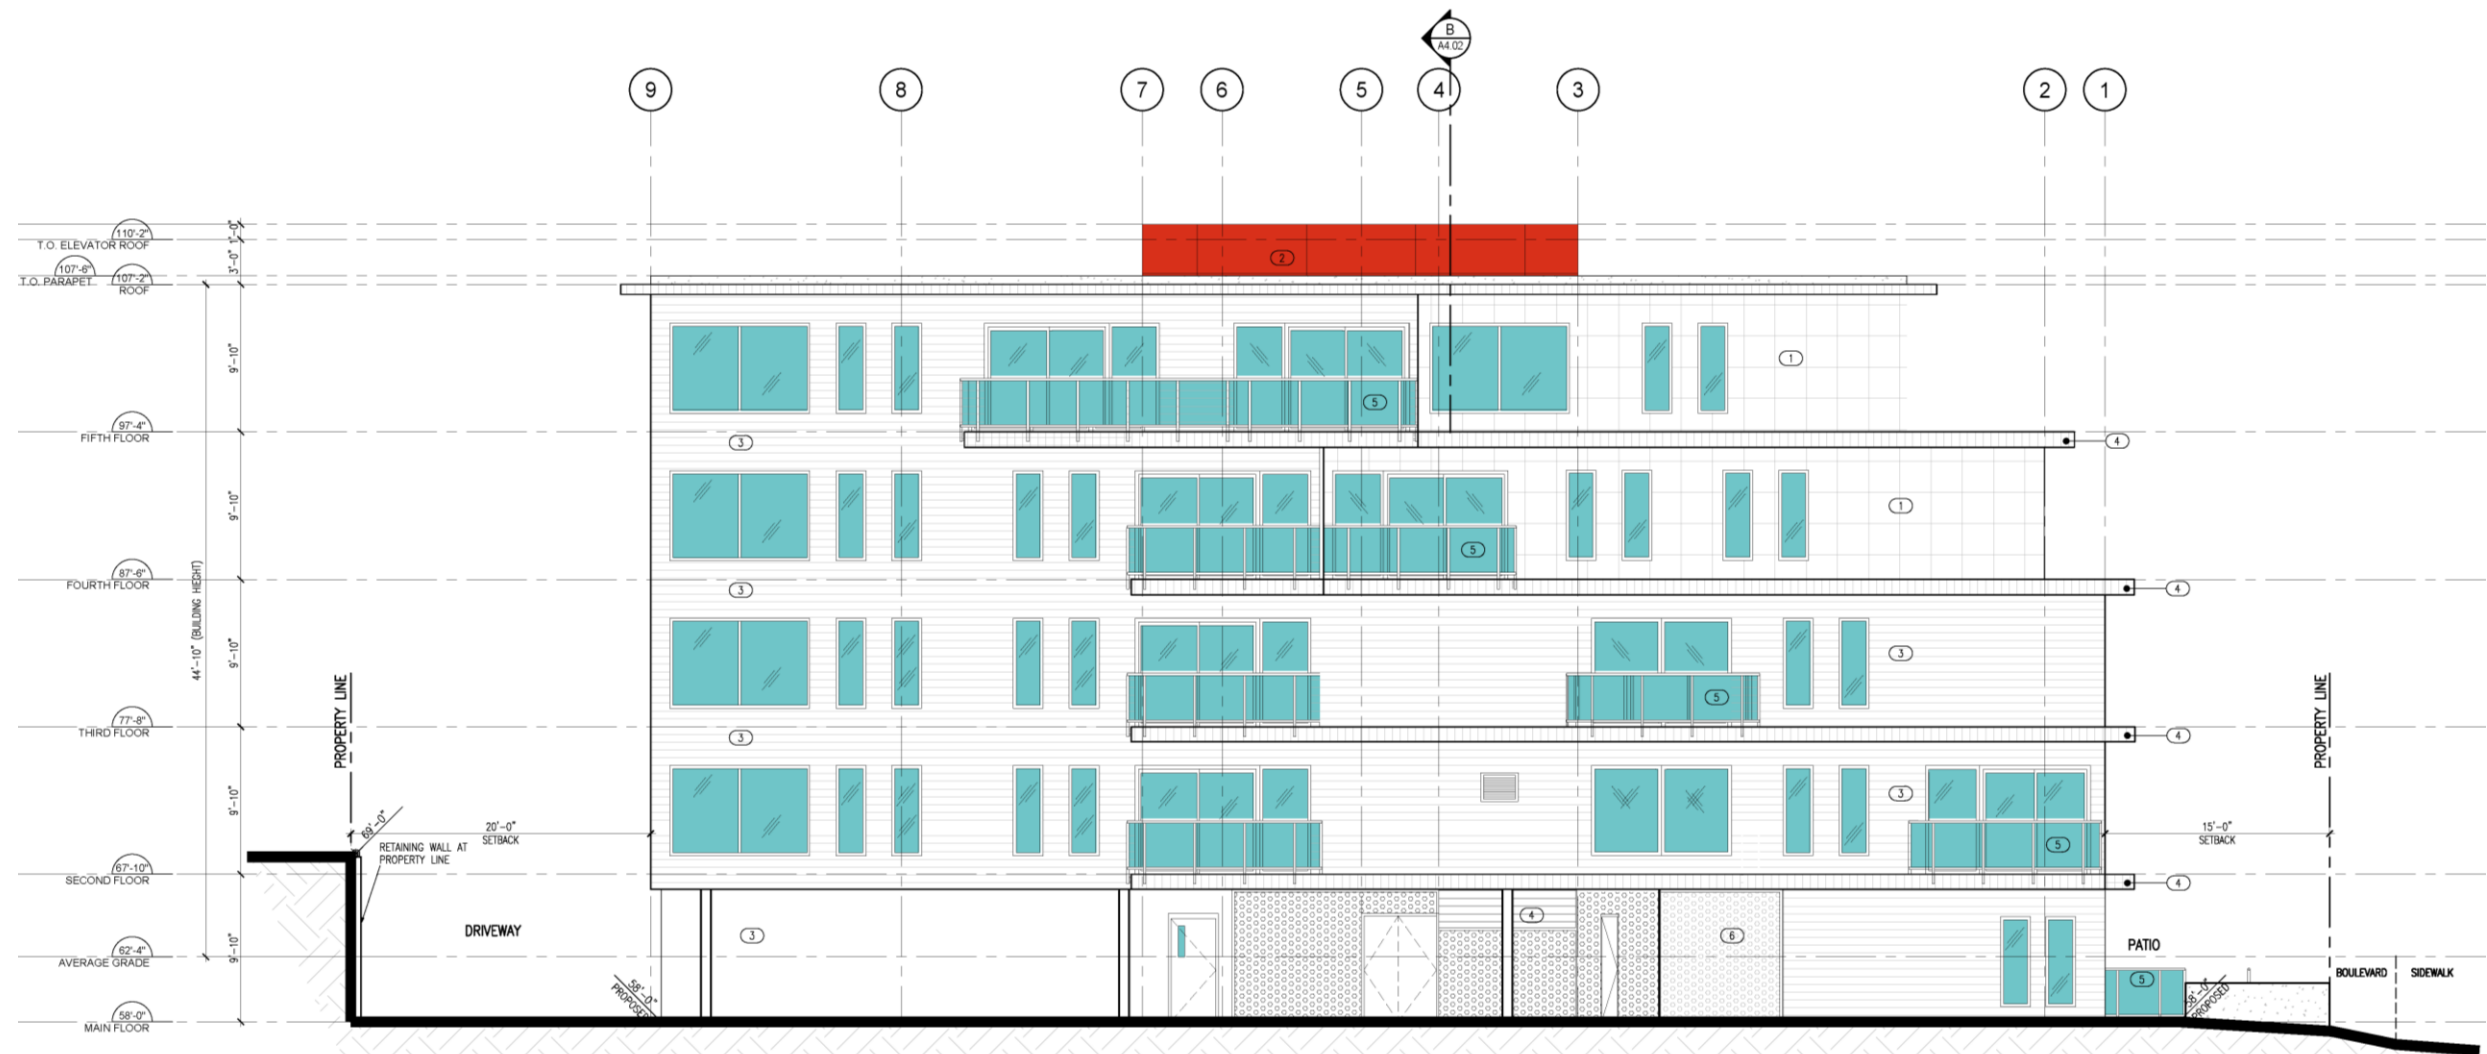 B
A4.02
9
8
7
6
5
4
3
2
1
110'-2"
T.O. ELEVATOR ROOF
1'-0"
3'-0"
107'-6"
T.O. PARAPET
107'-2"
ROOF
2
9'-10"
1
5
97'-4"
FIFTH FLOOR
3
4
9'-10"
1
5
87'-6"
FOURTH FLOOR
3
4
44'-10" (BUILDING HIEGHT)
9'-10"
3
5
PROPERTY LINE
PROPERTY LINE
77'-8"
THIRD FLOOR
3
4
9'-10"
3
69'-0"
20'-0"
SETBACK
15'-0"
SETBACK
RETAINING WALL AT
PROPERTY LINE
5
67'-10"
SECOND FLOOR
4
4
DRIVEWAY
3
6
9'-10"
PATIO
62'-4"
AVERAGE GRADE
BOULEVARD
SIDEWALK
5
58'-0"
PROPOSED
58'-0"
PROPOSED
58'-0"
MAIN FLOOR